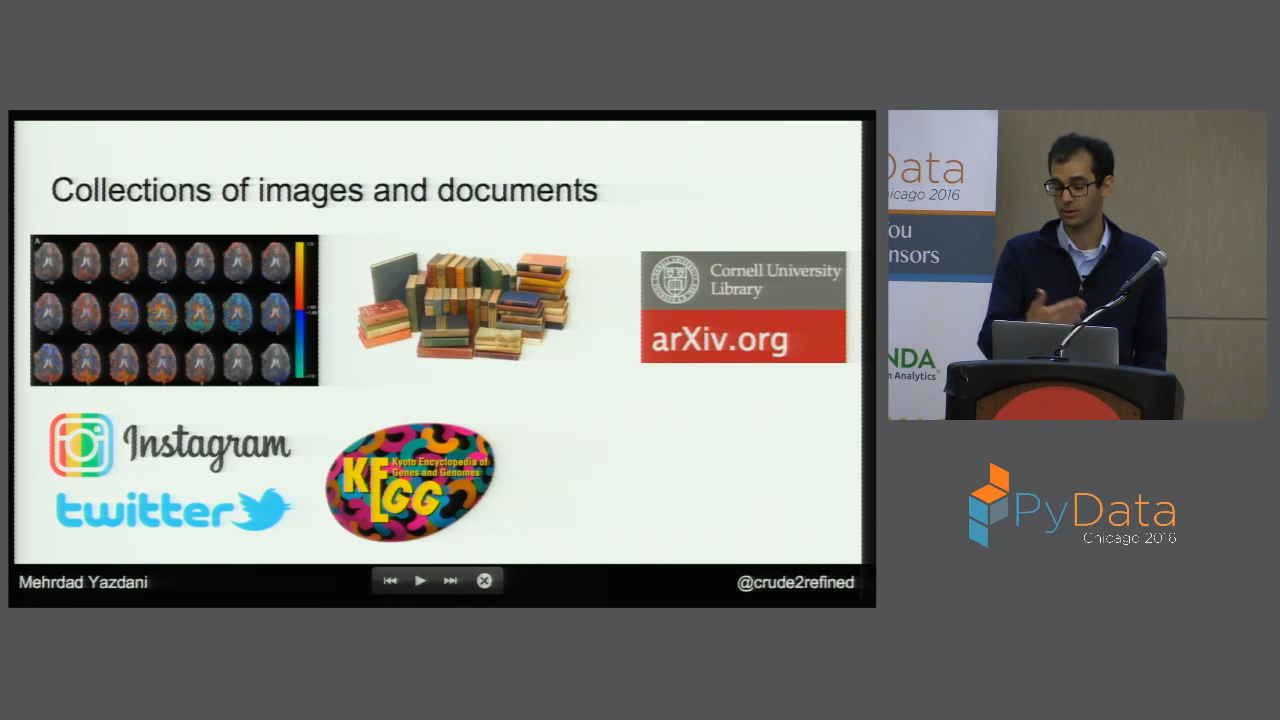 Collections of images and documents
A
Cornell University
Library
arXiv.org
Instagram
twitter
KEGG
Kyoto Encyclopedia of
Genes and Genomes
Mehrdad Yazdani
@crude2refined
Data
Chicago 2016
You
nsors
NDA
n Analytics
PyData
Chicago 2016